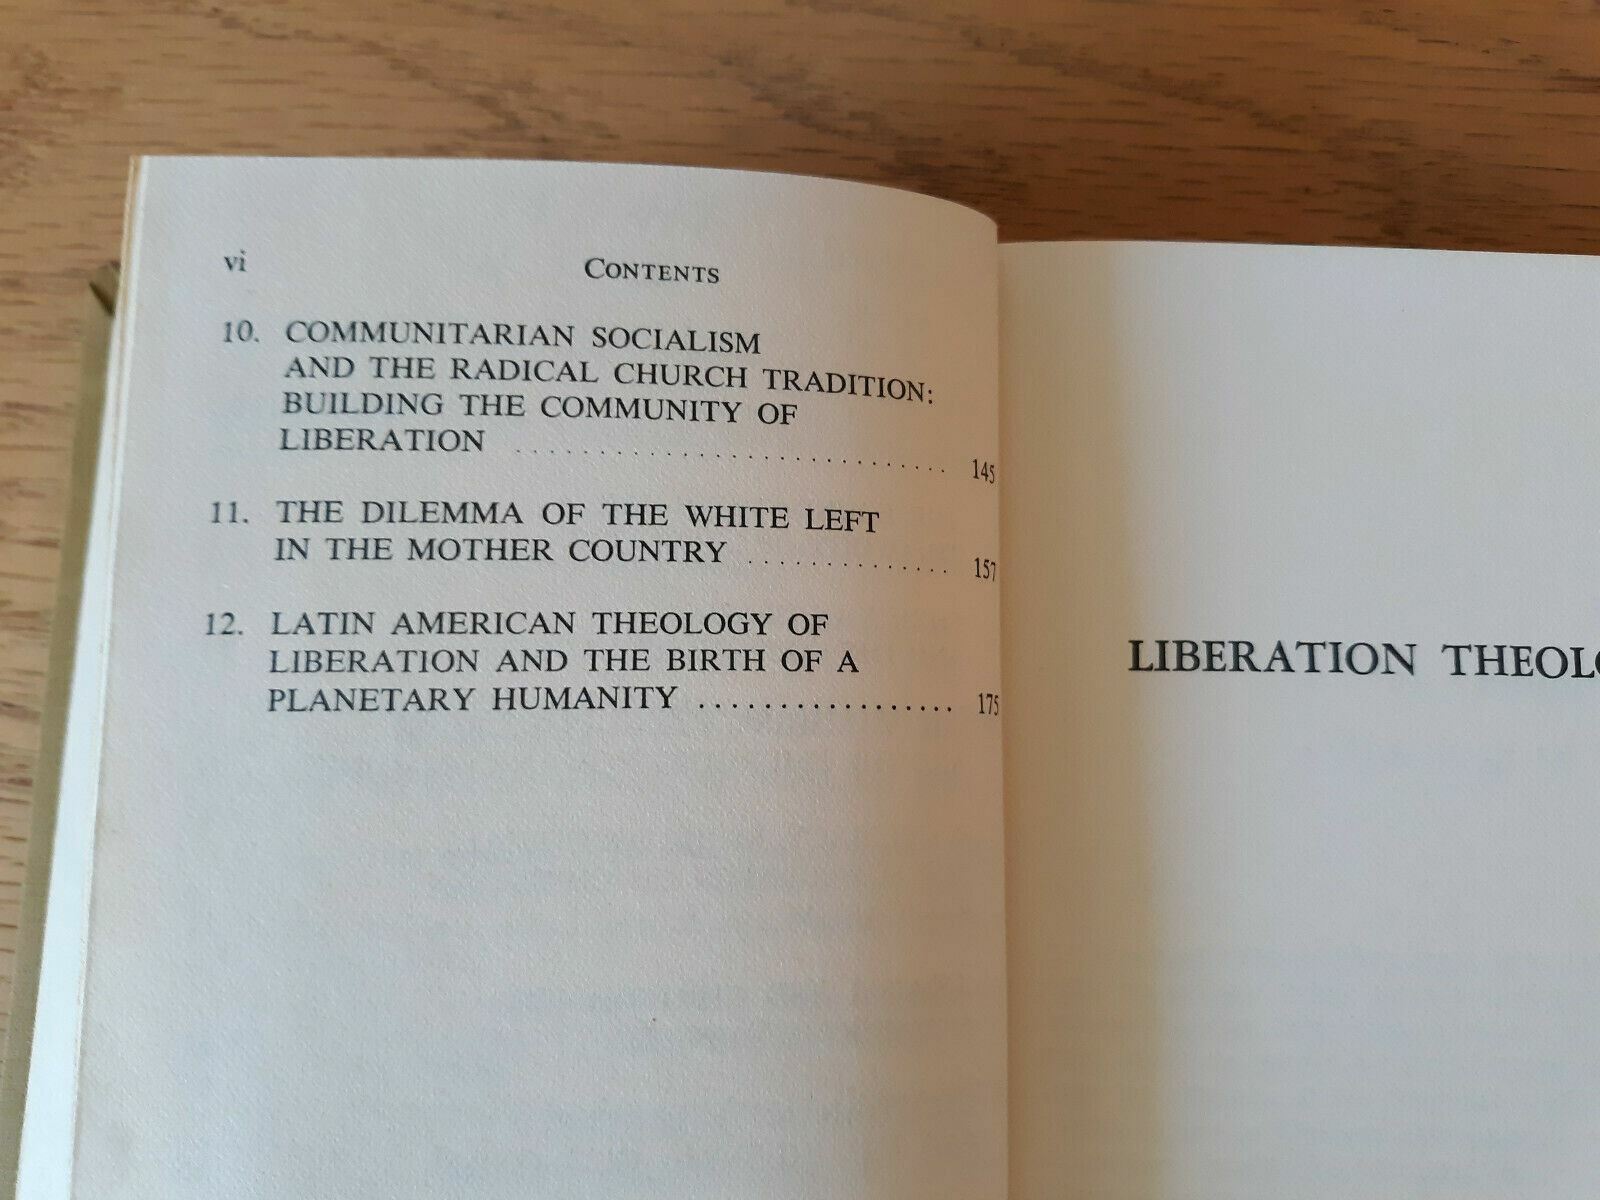 vi CONTENTS
10. COMMUNITARIAN SOCIALISM
AND THE RADICAL CHURCH TRADITION:
BUILDING THE COMMUNITY OF
LIBERATION .............................. 145
11. THE DILEMMA OF THE WHITE LEFT
IN THE MOTHER COUNTRY ............... 157
12. LATIN AMERICAN THEOLOGY OF
LIBERATION AND THE BIRTH OF A
PLANETARY HUMANITY .................. 175
LIBERATION THEOLO